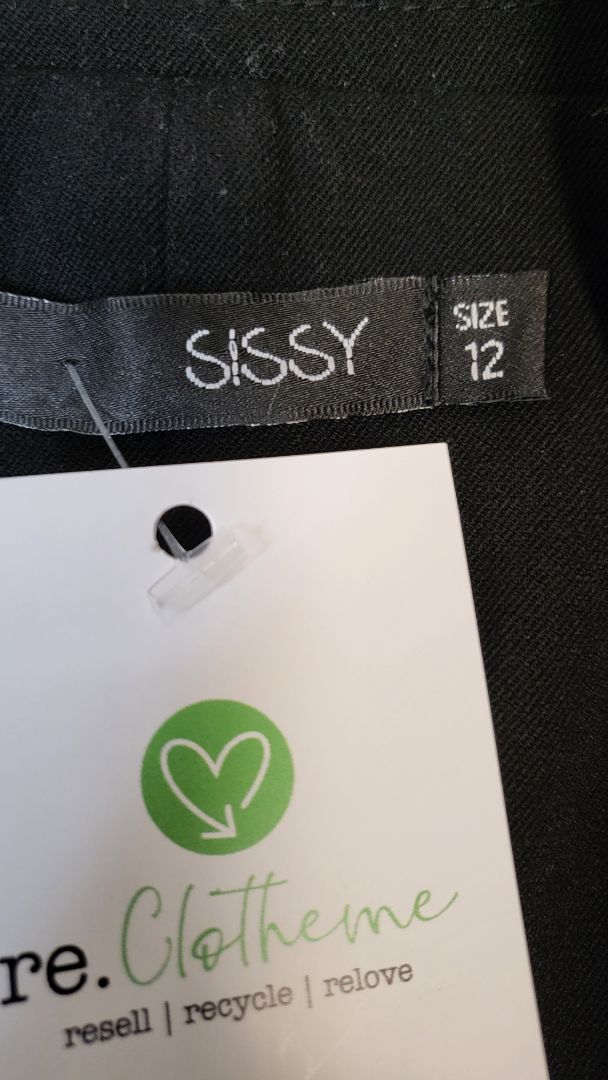 SISSY
SIZE
12
re.Clotheme
resell | recycle | relove